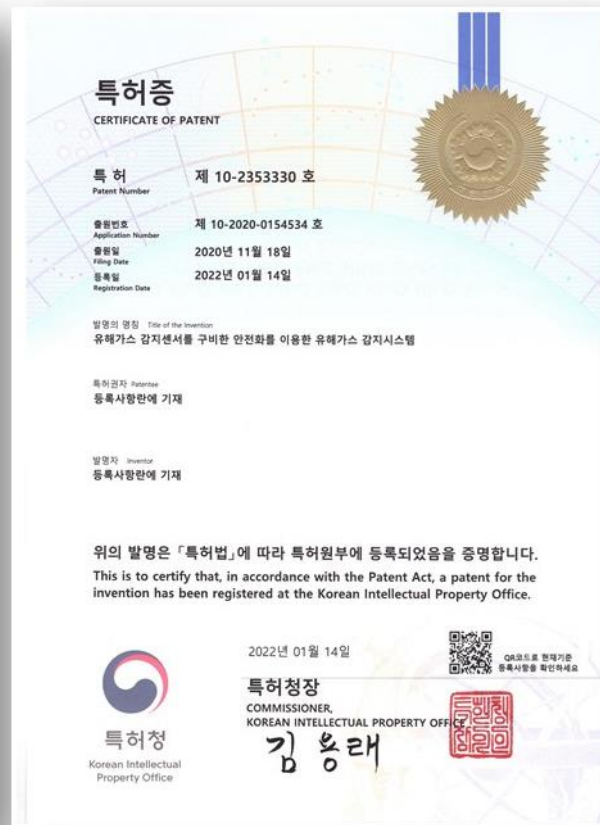 특허증
CERTIFICATE OF PATENT
특 허
Patent Number
제 10-2353330 호
출원번호
Application Number
제 10-2020-0154534 호
출원일
Filing Date
2020년 11월 18일
등록일
Registration Date
2022년 01월 14일
발명의 명칭 Title of the Invention
유해가스 감지센서를 구비한 안전화를 이용한 유해가스 감지시스템
특허권자 Patentee
등록사항란에 기재
발명자 Inventor
등록사항란에 기재
위의 발명은 「특허법」에 따라 특허원부에 등록되었음을 증명합니다.
This is to certify that, in accordance with the Patent Act, a patent for the
invention has been registered at the Korean Intellectual Property Office.
2022년 01월 14일
QR코드로 현재기준
등록사항을 확인하세요
특허청장
COMMISSIONER,
KOREAN INTELLECTUAL PROPERTY OFFICE
김용래
특허청
Korean Intellectual
Property Office